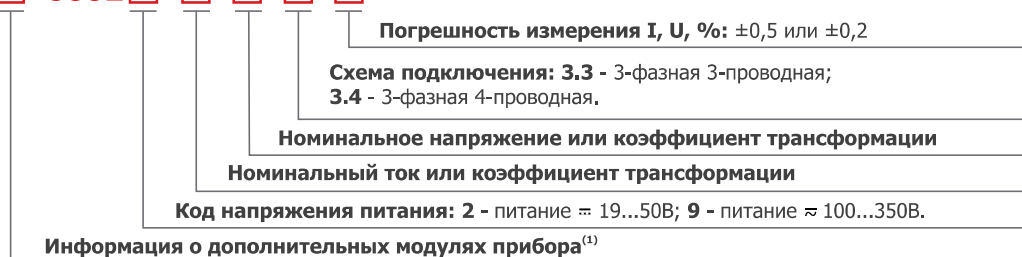 Погрешность измерения I, U, %: ±0,5 или ±0,2
Схема подключения: 3.3 - 3-фазная 3-проводная;
3.4 - 3-фазная 4-проводная.
Номинальное напряжение или коэффициент трансформации
Номинальный ток или коэффициент трансформации
Код напряжения питания: 2 - питание ⎓ 19...50В; 9 - питание ≂ 100...350В.
Информация о дополнительных модулях прибора⁽¹⁾